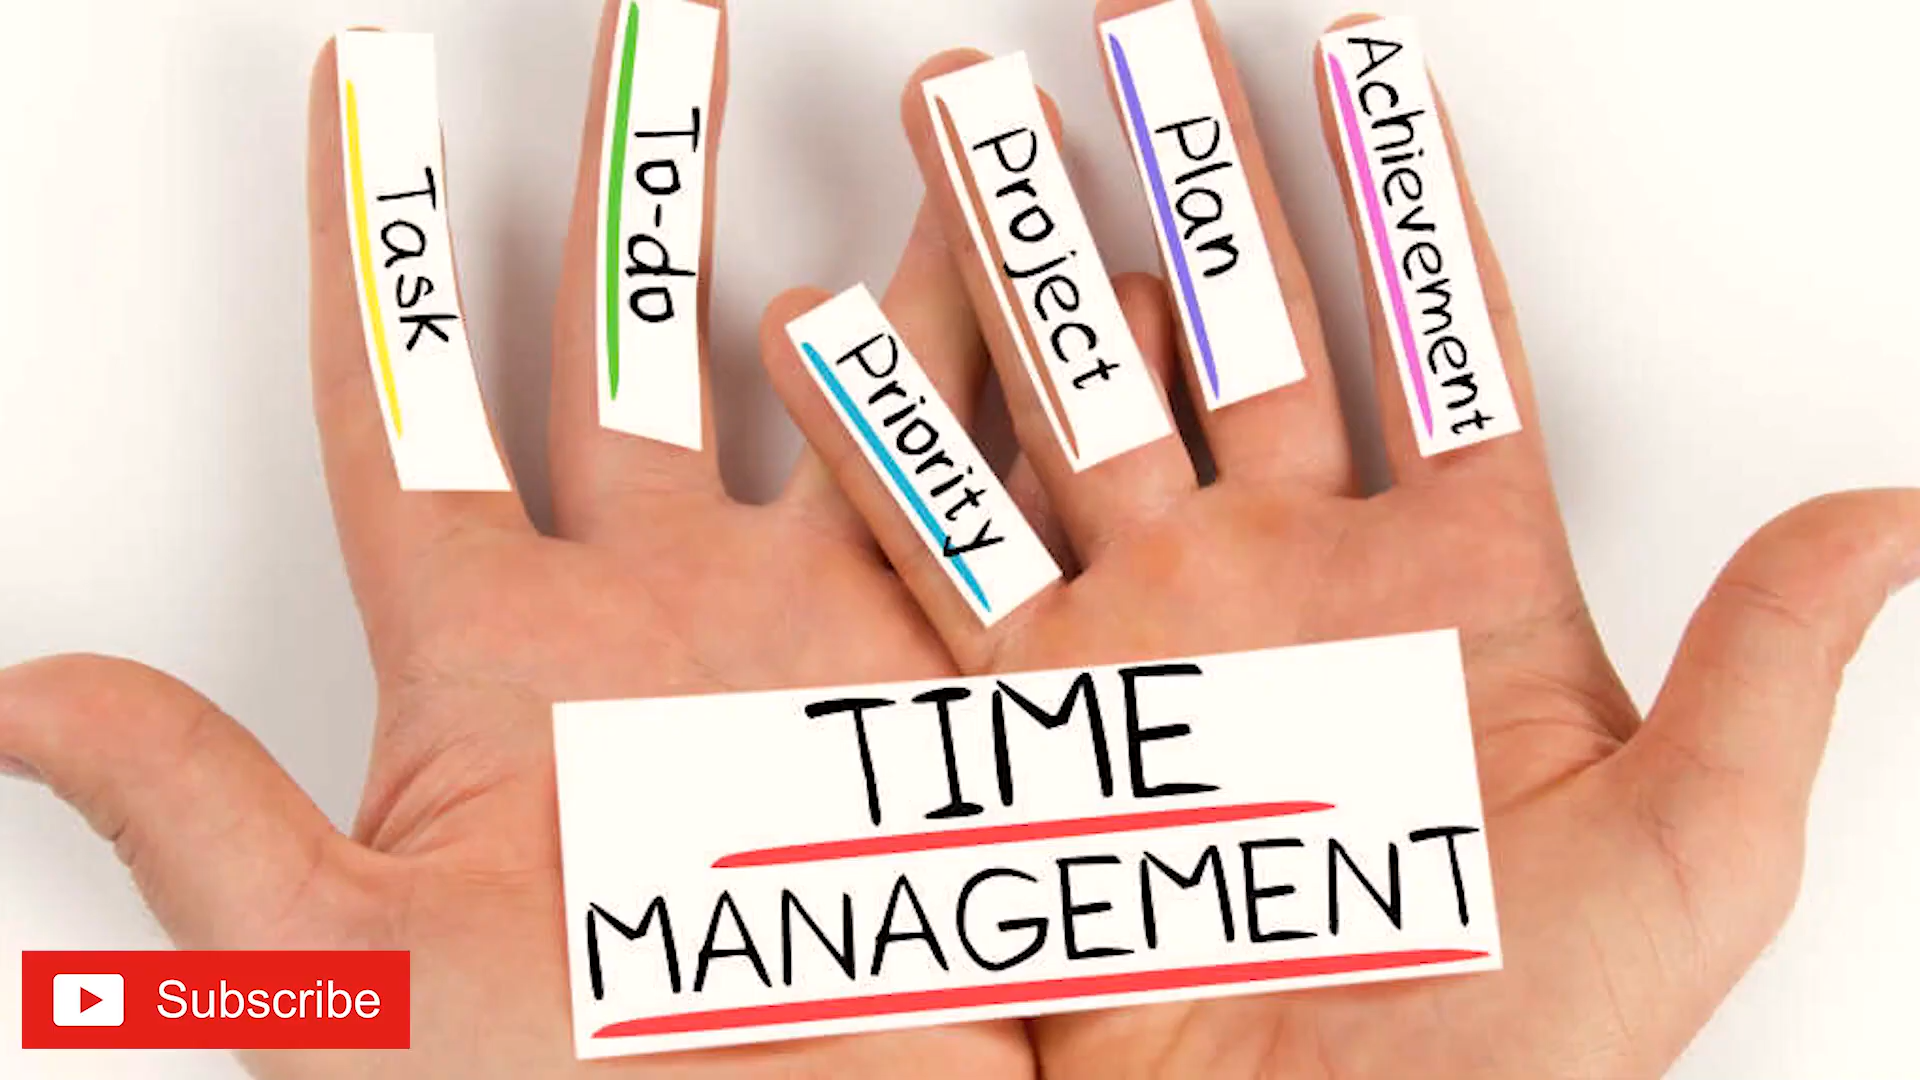 Task
To-do
Priority
Project
Plan
Achievement
TIME
MANAGEMENT
Subscribe